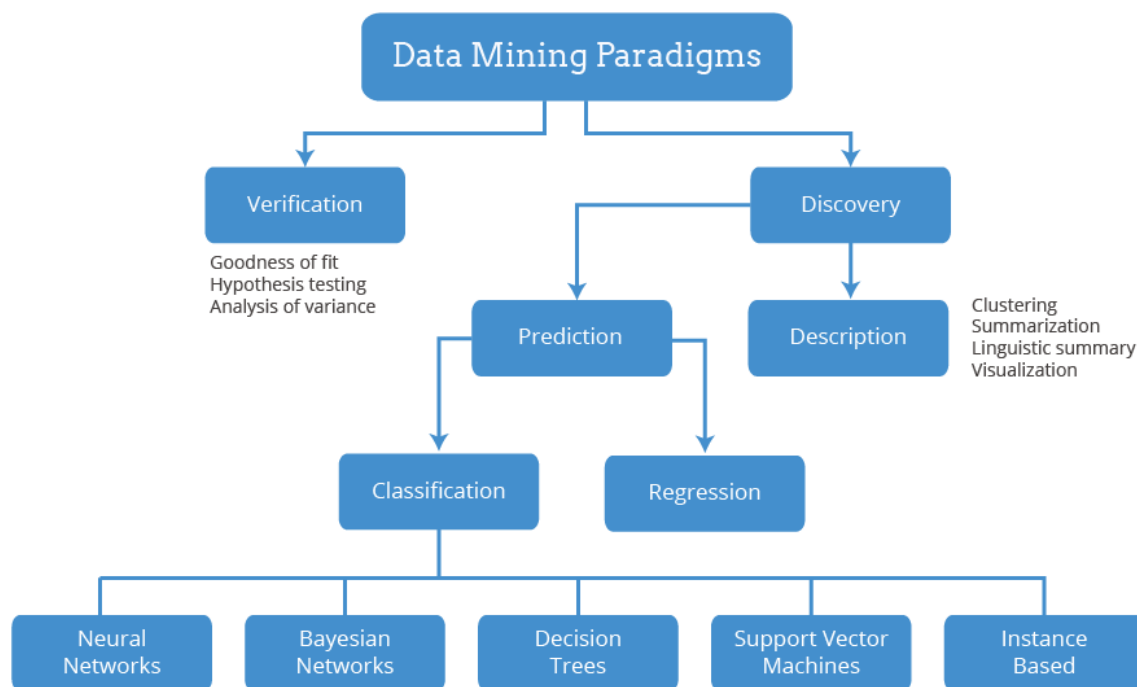 Data Mining Paradigms
Verification
Discovery
Goodness of fit
Hypothesis testing
Analysis of variance
Prediction
Description
Clustering
Summarization
Linguistic summary
Visualization
Classification
Regression
Neural
Networks
Bayesian
Networks
Decision
Trees
Support Vector
Machines
Instance
Based